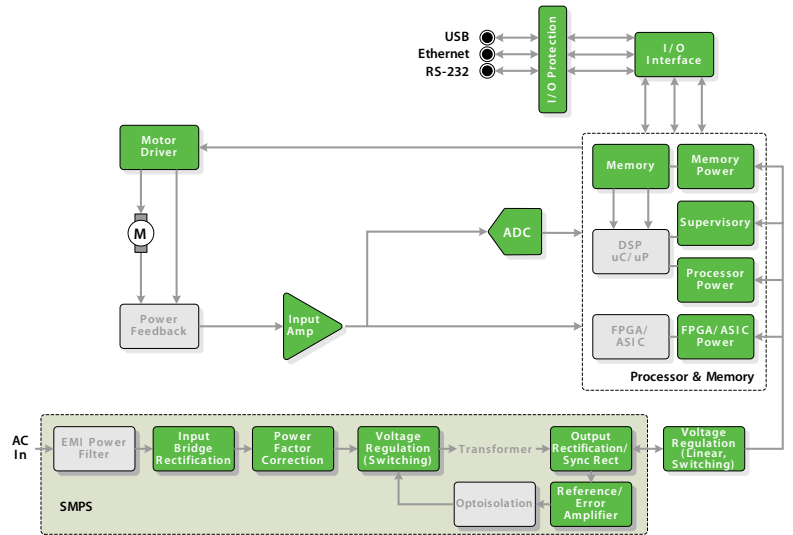 USB
Ethernet
RS-232
I/O Protection
I/O
Interface
Motor
Driver
M
Power
Feedback
Input
Amp
ADC
Memory
Memory
Power
Supervisory
DSP
uC/uP
Processor
Power
FPGA/
ASIC
FPGA/ASIC
Power
Processor & Memory
AC
In
EMI Power
Filter
Input
Bridge
Rectification
Power
Factor
Correction
Voltage
Regulation
(Switching)
Transformer
Output
Rectification/
Sync Rect
Voltage
Regulation
(Linear,
Switching)
Optoisolation
Reference/
Error
Amplifier
SMPS